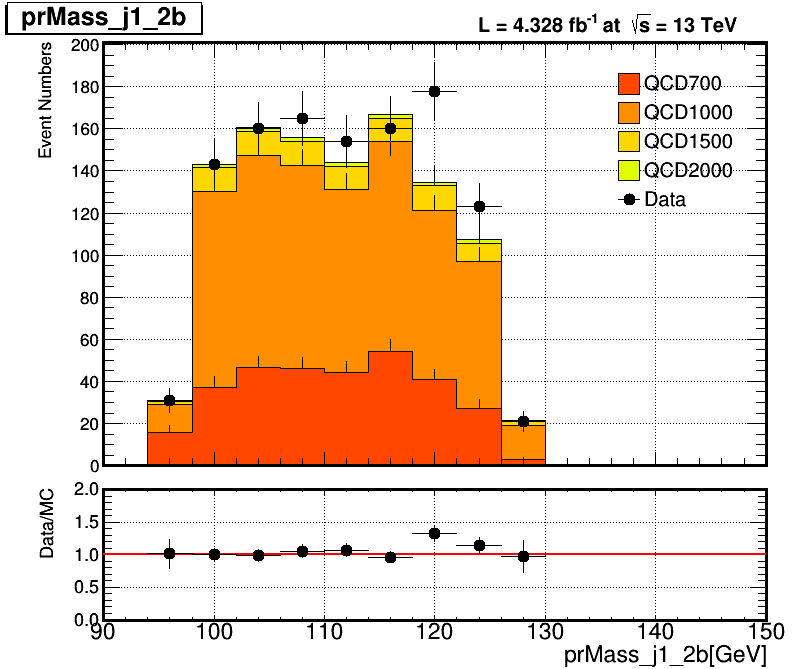 prMass_j1_2b
L = 4.328 fb⁻¹ at √s = 13 TeV
Event Numbers
200
180
160
140
120
100
80
60
40
20
0
QCD700
QCD1000
QCD1500
QCD2000
Data
Data/MC
2.0
1.5
1.0
0.5
0.0
90 100 110 120 130 140 150
prMass_j1_2b[GeV]